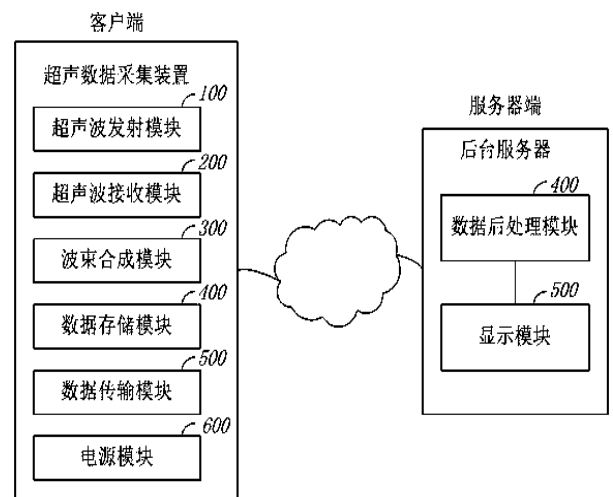 客户端
超声数据采集装置
100
超声波发射模块
200
超声波接收模块
300
波束合成模块
400
数据存储模块
500
数据传输模块
600
电源模块
服务器端
后台服务器
400
数据后处理模块
500
显示模块